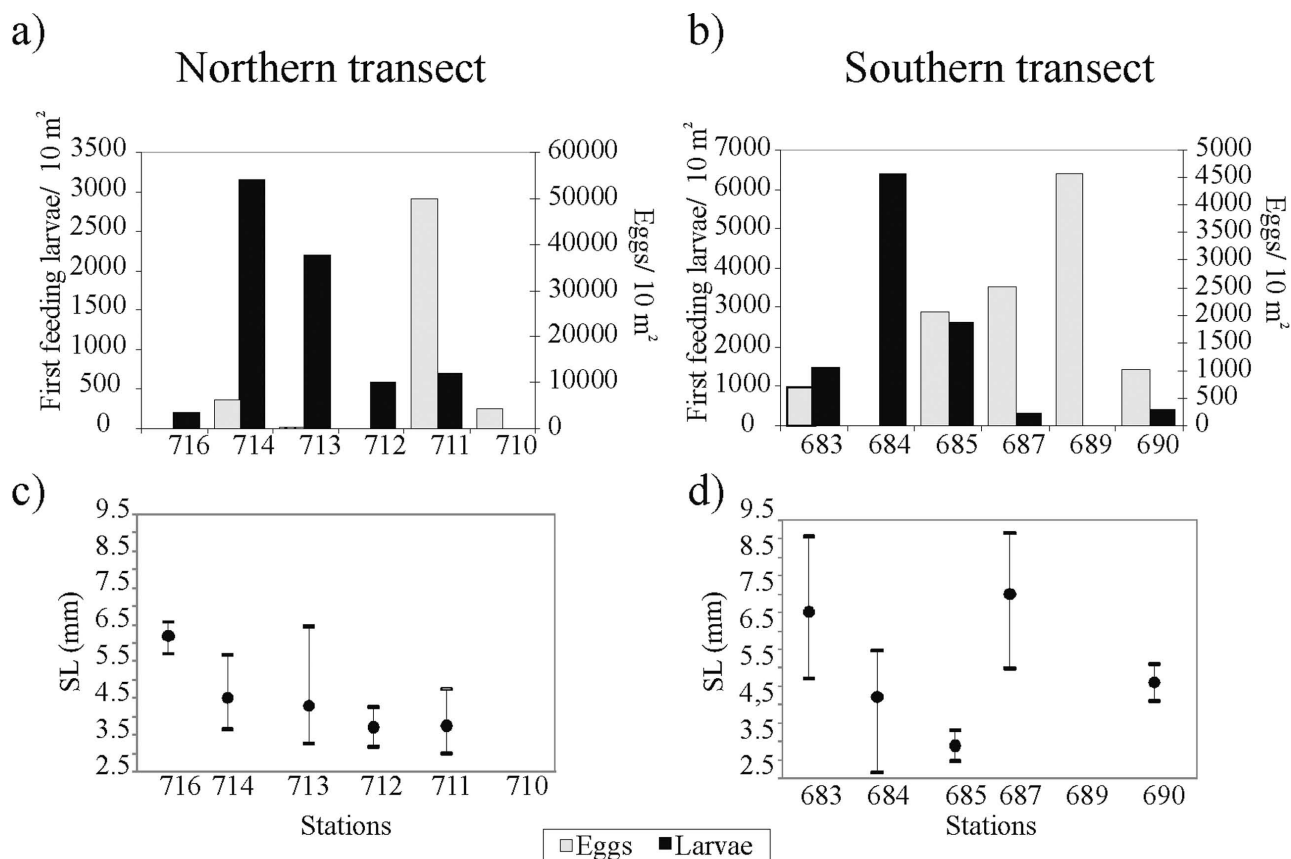 a)
Northern transect
First feeding larvae/ 10 m²
3500
3000
2500
2000
1500
1000
500
0
60000
50000
40000
30000
20000
10000
0
Eggs/ 10 m²
716 714 713 712 711 710
b)
Southern transect
First feeding larvae/ 10 m²
7000
6000
5000
4000
3000
2000
1000
0
5000
4500
4000
3500
3000
2500
2000
1500
1000
500
0
Eggs/ 10 m²
683 684 685 687 689 690
c)
SL (mm)
9.5
8.5
7.5
6.5
5.5
4.5
3.5
2.5
716 714 713 712 711 710
Stations
d)
SL (mm)
9.5
8.5
7.5
6.5
5.5
4,5
3.5
2.5
683 684 685 687 689 690
Stations
Eggs Larvae